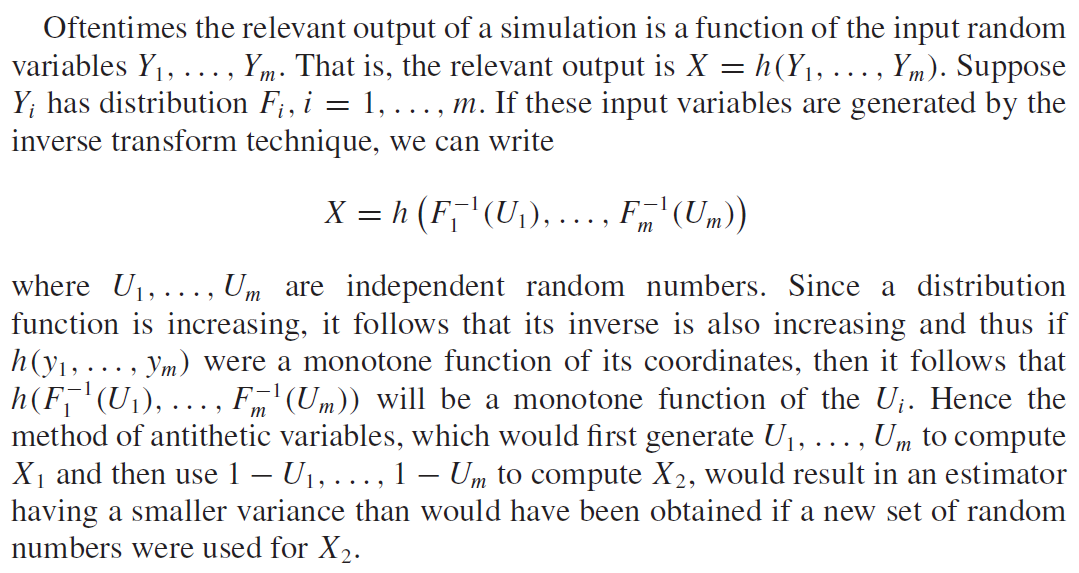 Oftentimes the relevant output of a simulation is a function of the input random
variables Y₁, . . . , Yₘ. That is, the relevant output is X = h(Y₁, . . . , Yₘ). Suppose
Yᵢ has distribution Fᵢ, i = 1, . . . , m. If these input variables are generated by the
inverse transform technique, we can write
X = h (F₁⁻¹(U₁), . . . , Fₘ⁻¹(Uₘ))
where U₁, . . . , Uₘ are independent random numbers. Since a distribution
function is increasing, it follows that its inverse is also increasing and thus if
h(y₁, . . . , yₘ) were a monotone function of its coordinates, then it follows that
h(F₁⁻¹(U₁), . . . , Fₘ⁻¹(Uₘ)) will be a monotone function of the Uᵢ. Hence the
method of antithetic variables, which would first generate U₁, . . . , Uₘ to compute
X₁ and then use 1 − U₁, . . . , 1 − Uₘ to compute X₂, would result in an estimator
having a smaller variance than would have been obtained if a new set of random
numbers were used for X₂.